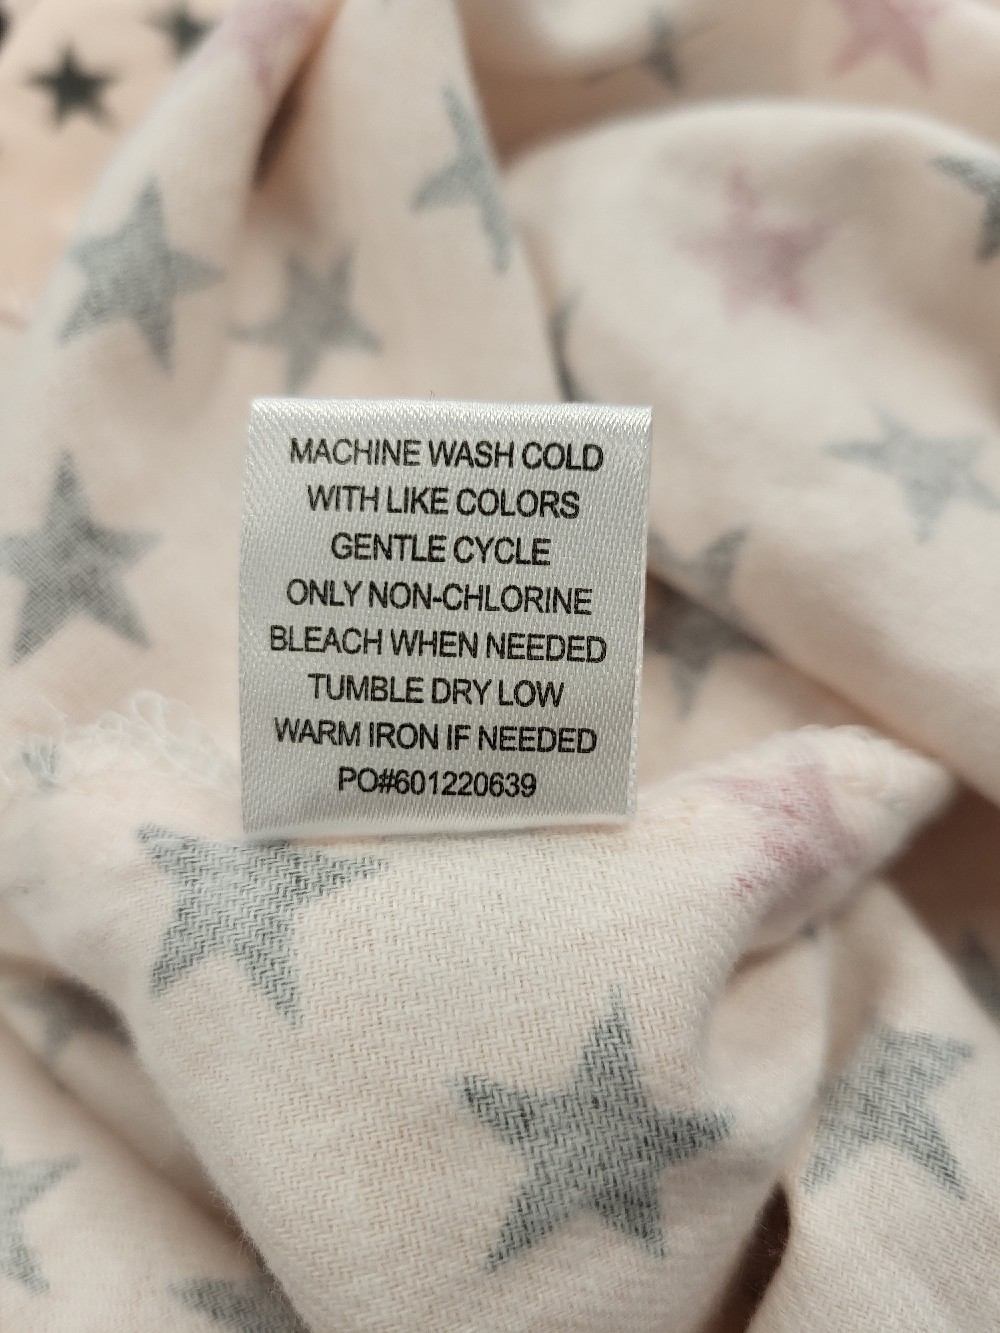 MACHINE WASH COLD
WITH LIKE COLORS
GENTLE CYCLE
ONLY NON-CHLORINE
BLEACH WHEN NEEDED
TUMBLE DRY LOW
WARM IRON IF NEEDED
PO#601220639